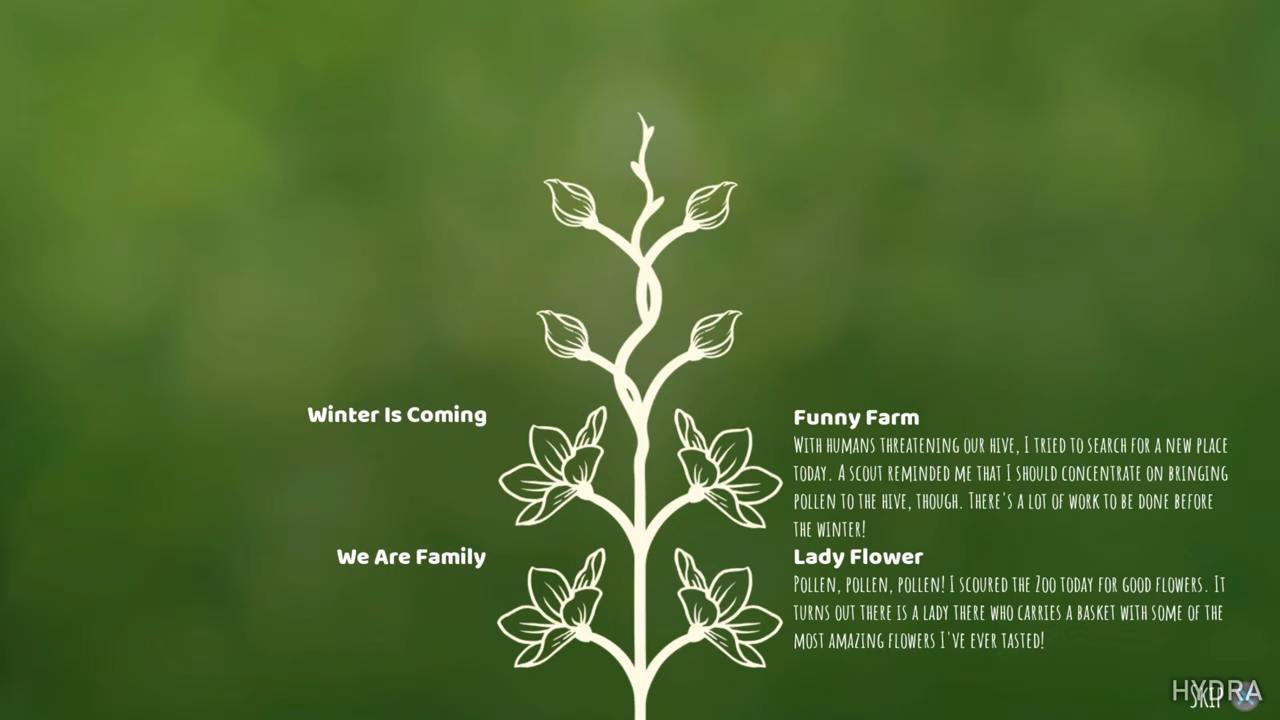 Winter Is Coming
Funny Farm
With humans threatening our hive, I tried to search for a new place
today. A scout reminded me that I should concentrate on bringing
pollen to the hive, though. There's a lot of work to be done before
the winter!
We Are Family
Lady Flower
Pollen, pollen, pollen! I scoured the Zoo today for good flowers. It
turns out there is a lady there who carries a basket with some of the
most amazing flowers I've ever tasted!
HYDRA
SKIP